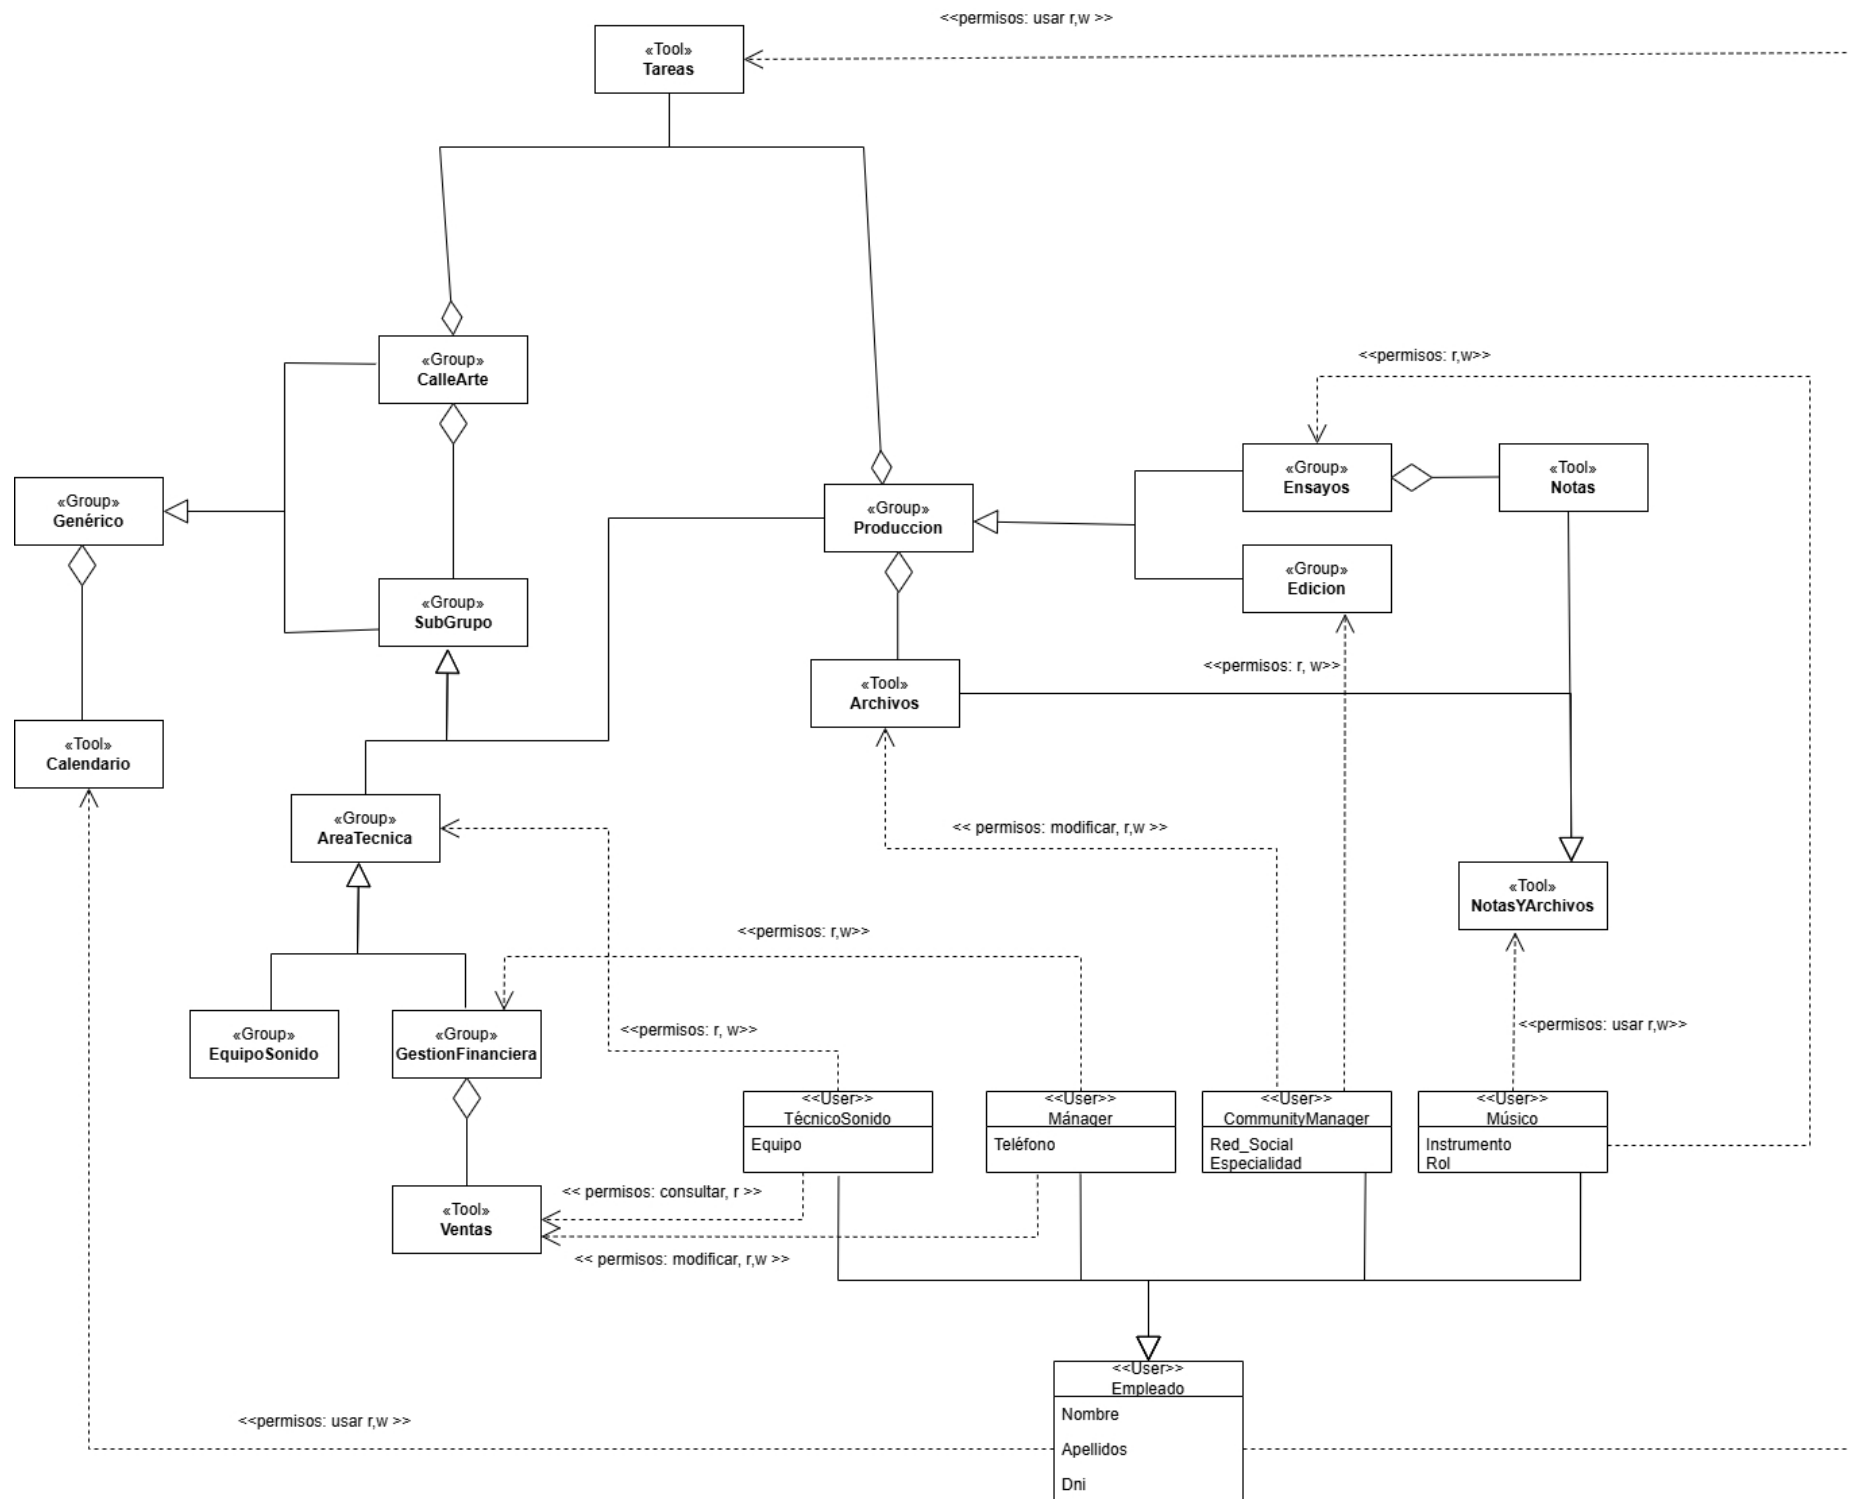 <<permisos: usar r,w >>
«Tool»
Tareas
<<permisos: r,w>>
«Group»
CalleArte
«Group»
Ensayos
«Tool»
Notas
«Group»
Genérico
«Group»
Produccion
«Group»
Edicion
«Group»
SubGrupo
<<permisos: r, w>>
«Tool»
Archivos
«Tool»
Calendario
«Group»
AreaTecnica
<< permisos: modificar, r,w >>
«Tool»
NotasYArchivos
<<permisos: r,w>>
«Group»
EquipoSonido
«Group»
GestionFinanciera
<<permisos: r, w>>
<<permisos: usar r,w>>
<<User>>
TécnicoSonido
Equipo
<<User>>
Mánager
Teléfono
<<User>>
CommunityManager
Red_Social
Especialidad
<<User>>
Músico
Instrumento
Rol
«Tool»
Ventas
<< permisos: consultar, r >>
<< permisos: modificar, r,w >>
<<User>>
Empleado
Nombre
Apellidos
Dni
<<permisos: usar r,w >>